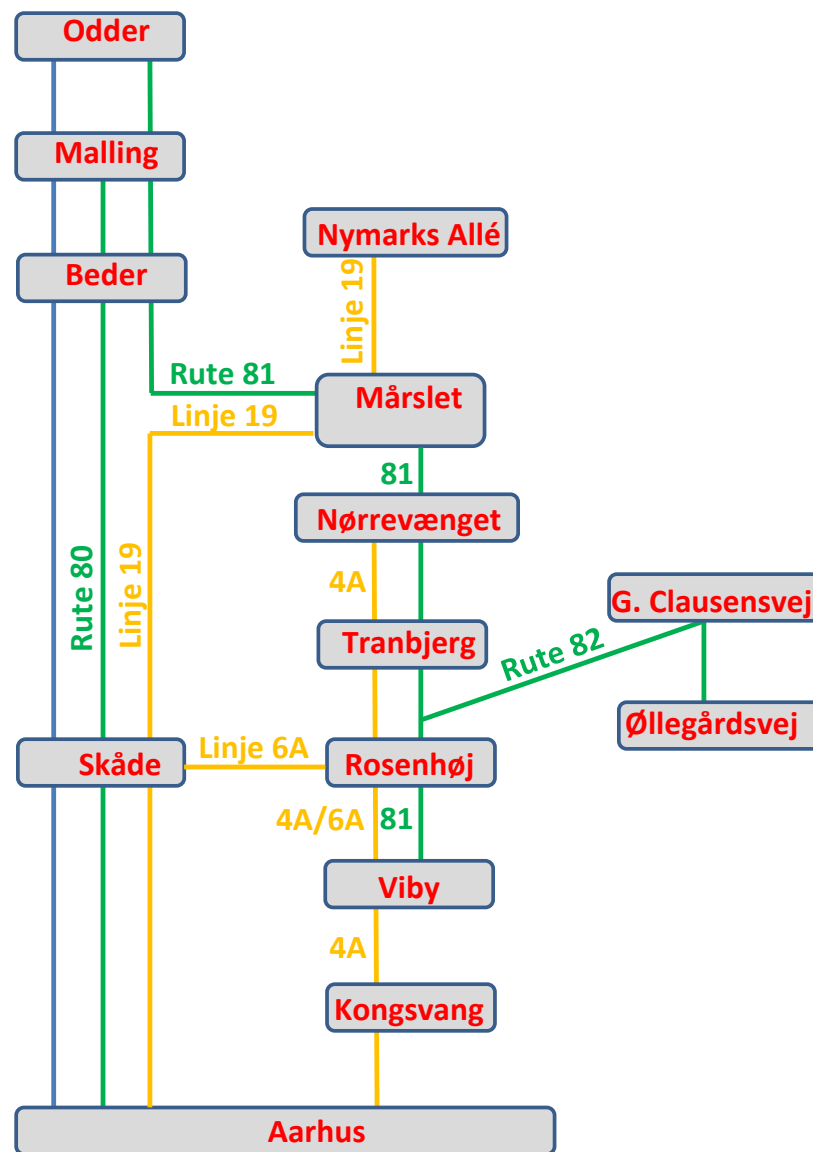 Odder
Malling
Beder
Nymarks Allé
Linje 19
Rute 81
Mårslet
Linje 19
81
Nørrevænget
Rute 80
Linje 19
4A
G. Clausensvej
Tranbjerg
Rute 82
Øllegårdsvej
Skåde
Linje 6A
Rosenhøj
4A/6A
81
Viby
4A
Kongsvang
Aarhus